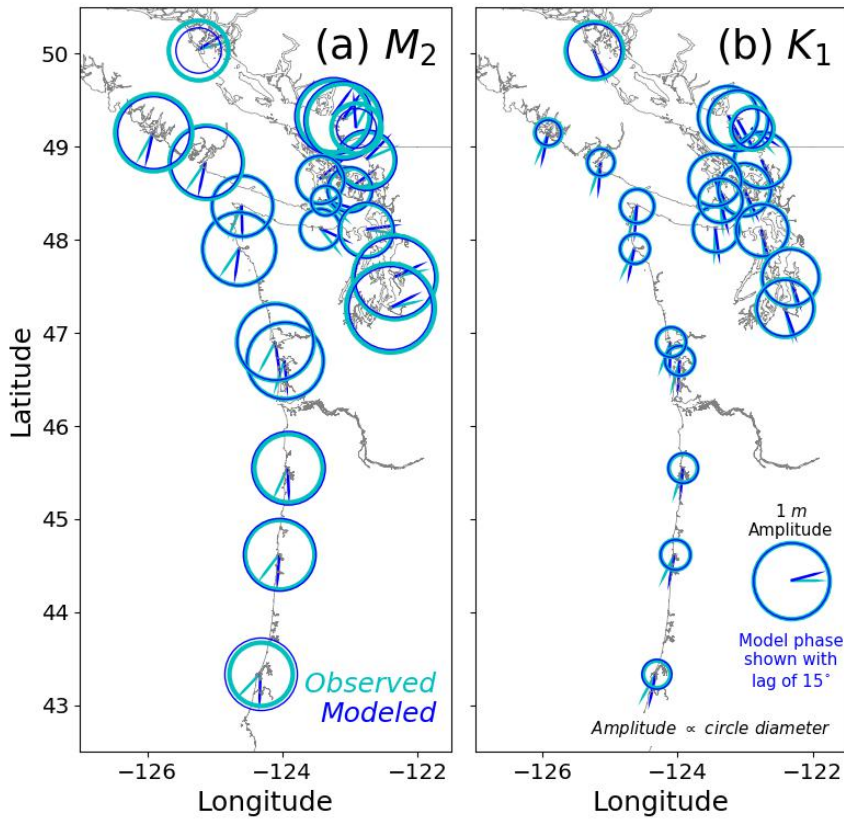 (a) M₂
(b) K₁
50
49
48
47
46
45
44
43
Latitude
Observed
Modeled
1 m
Amplitude
Model phase
shown with
lag of 15°
Amplitude ∝ circle diameter
−126
−124
−122
−126
−124
−122
Longitude
Longitude